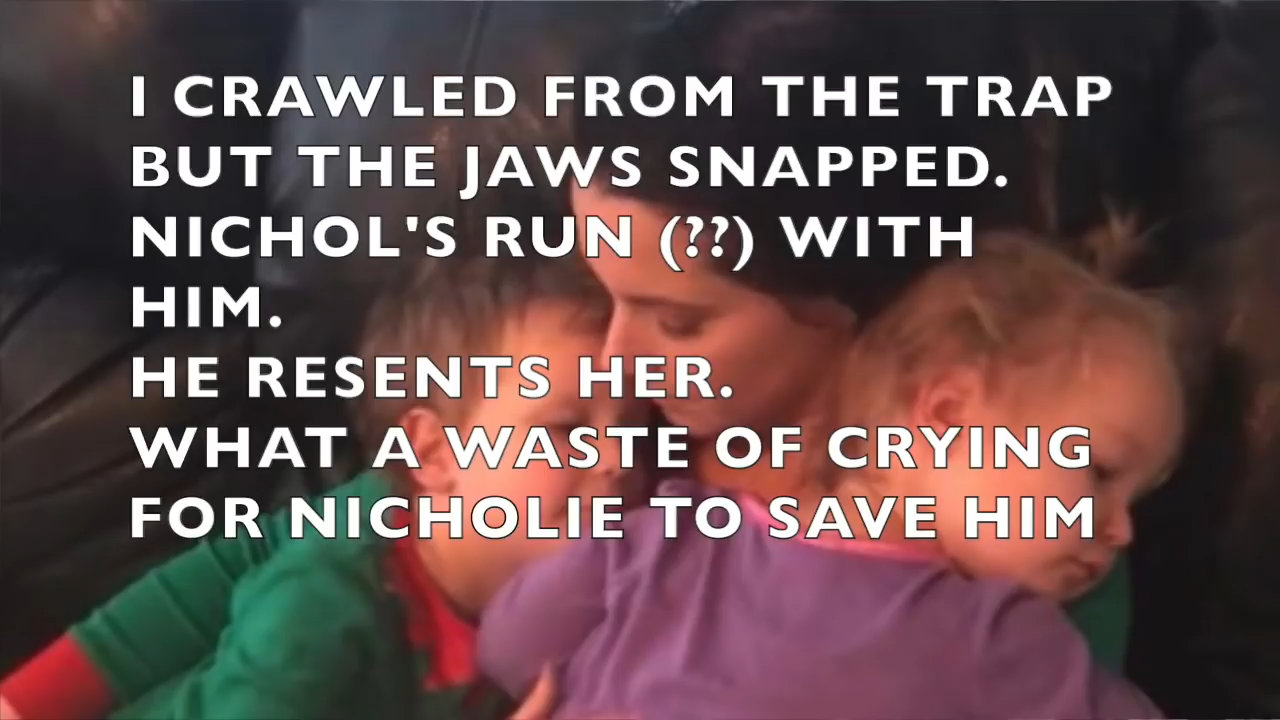 I CRAWLED FROM THE TRAP
BUT THE JAWS SNAPPED.
NICHOL'S RUN (??) WITH
HIM.
HE RESENTS HER.
WHAT A WASTE OF CRYING
FOR NICHOLIE TO SAVE HIM